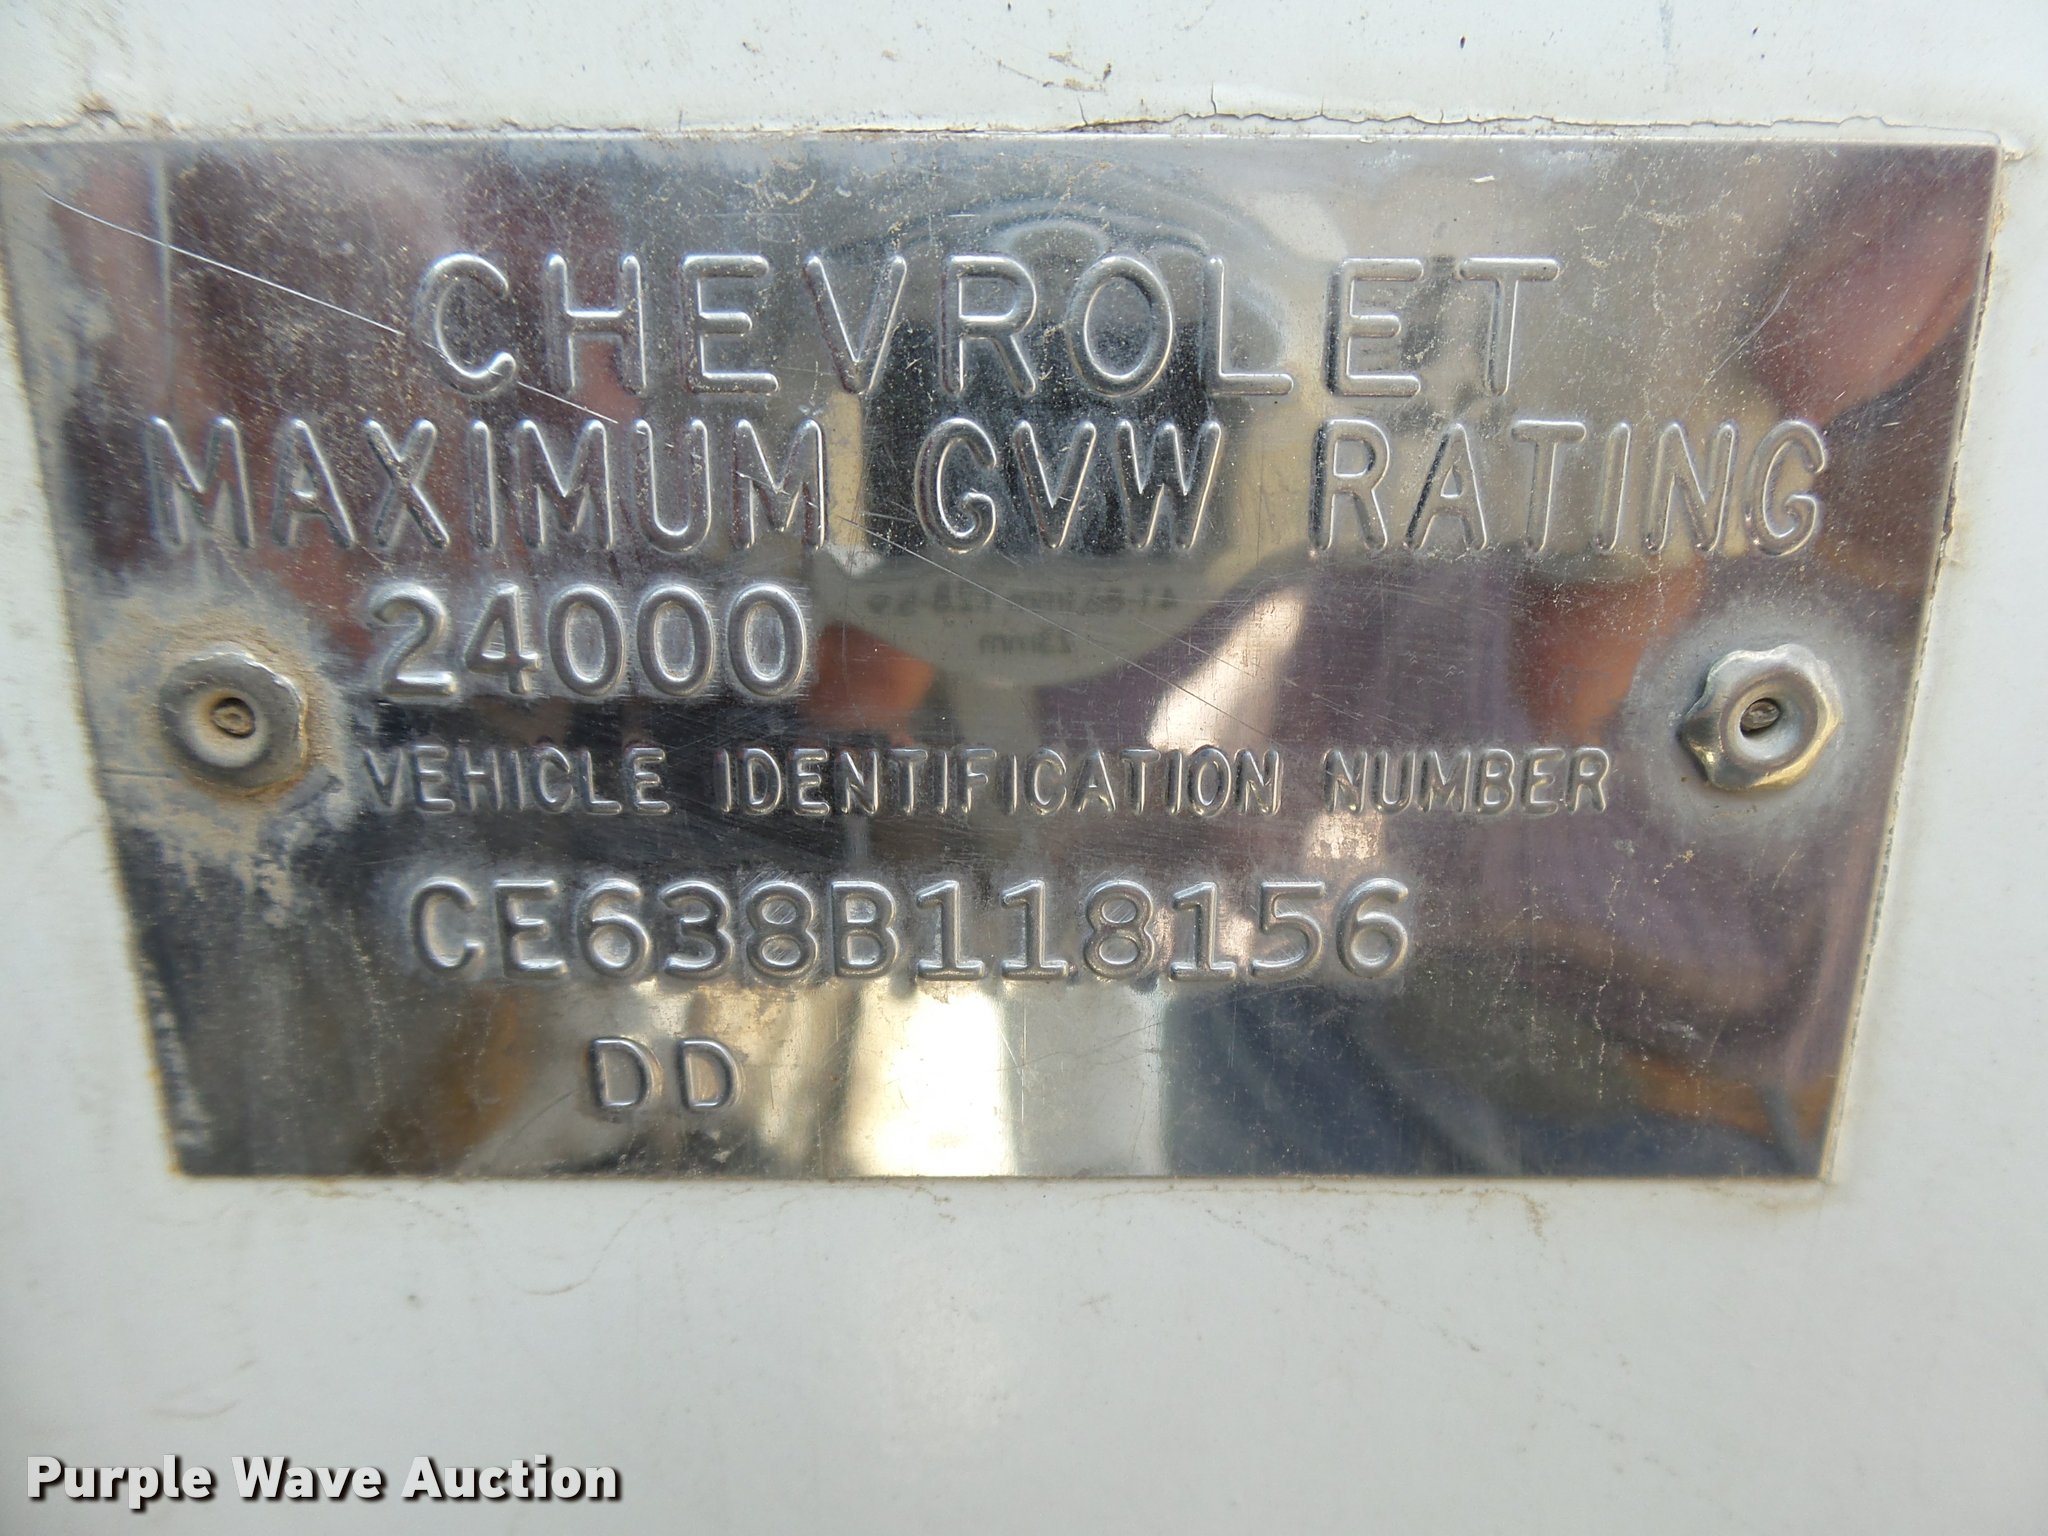 CHEVROLET
MAXIMUM GVW RATING
24000
VEHICLE IDENTIFICATION NUMBER
CE638B118156
DD
Purple Wave Auction